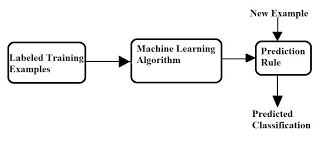 New Example
Labeled Training
Examples
Machine Learning
Algorithm
Prediction
Rule
Predicted
Classification